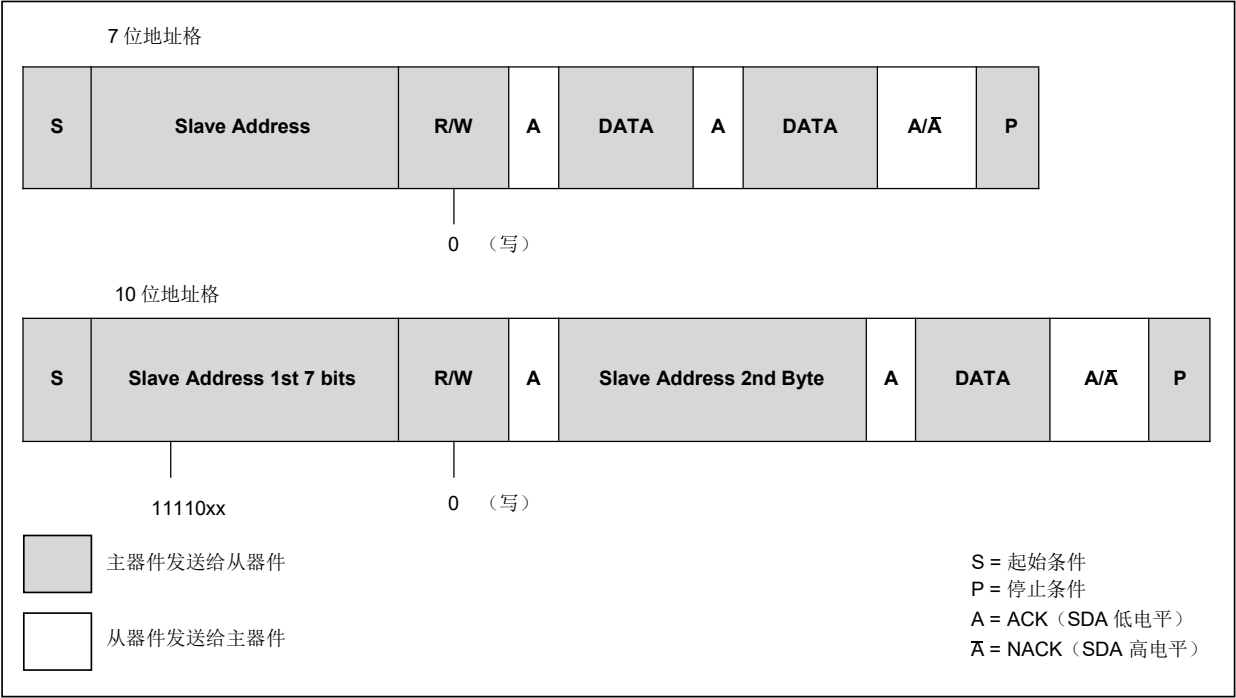 7 位地址格
S Slave Address R/W A DATA A DATA A/A̅ P
0 （写）
10 位地址格
S Slave Address 1st 7 bits R/W A Slave Address 2nd Byte A DATA A/A̅ P
11110xx 0 （写）
主器件发送给从器件
从器件发送给主器件
S = 起始条件
P = 停止条件
A = ACK（SDA 低电平）
A̅ = NACK（SDA 高电平）